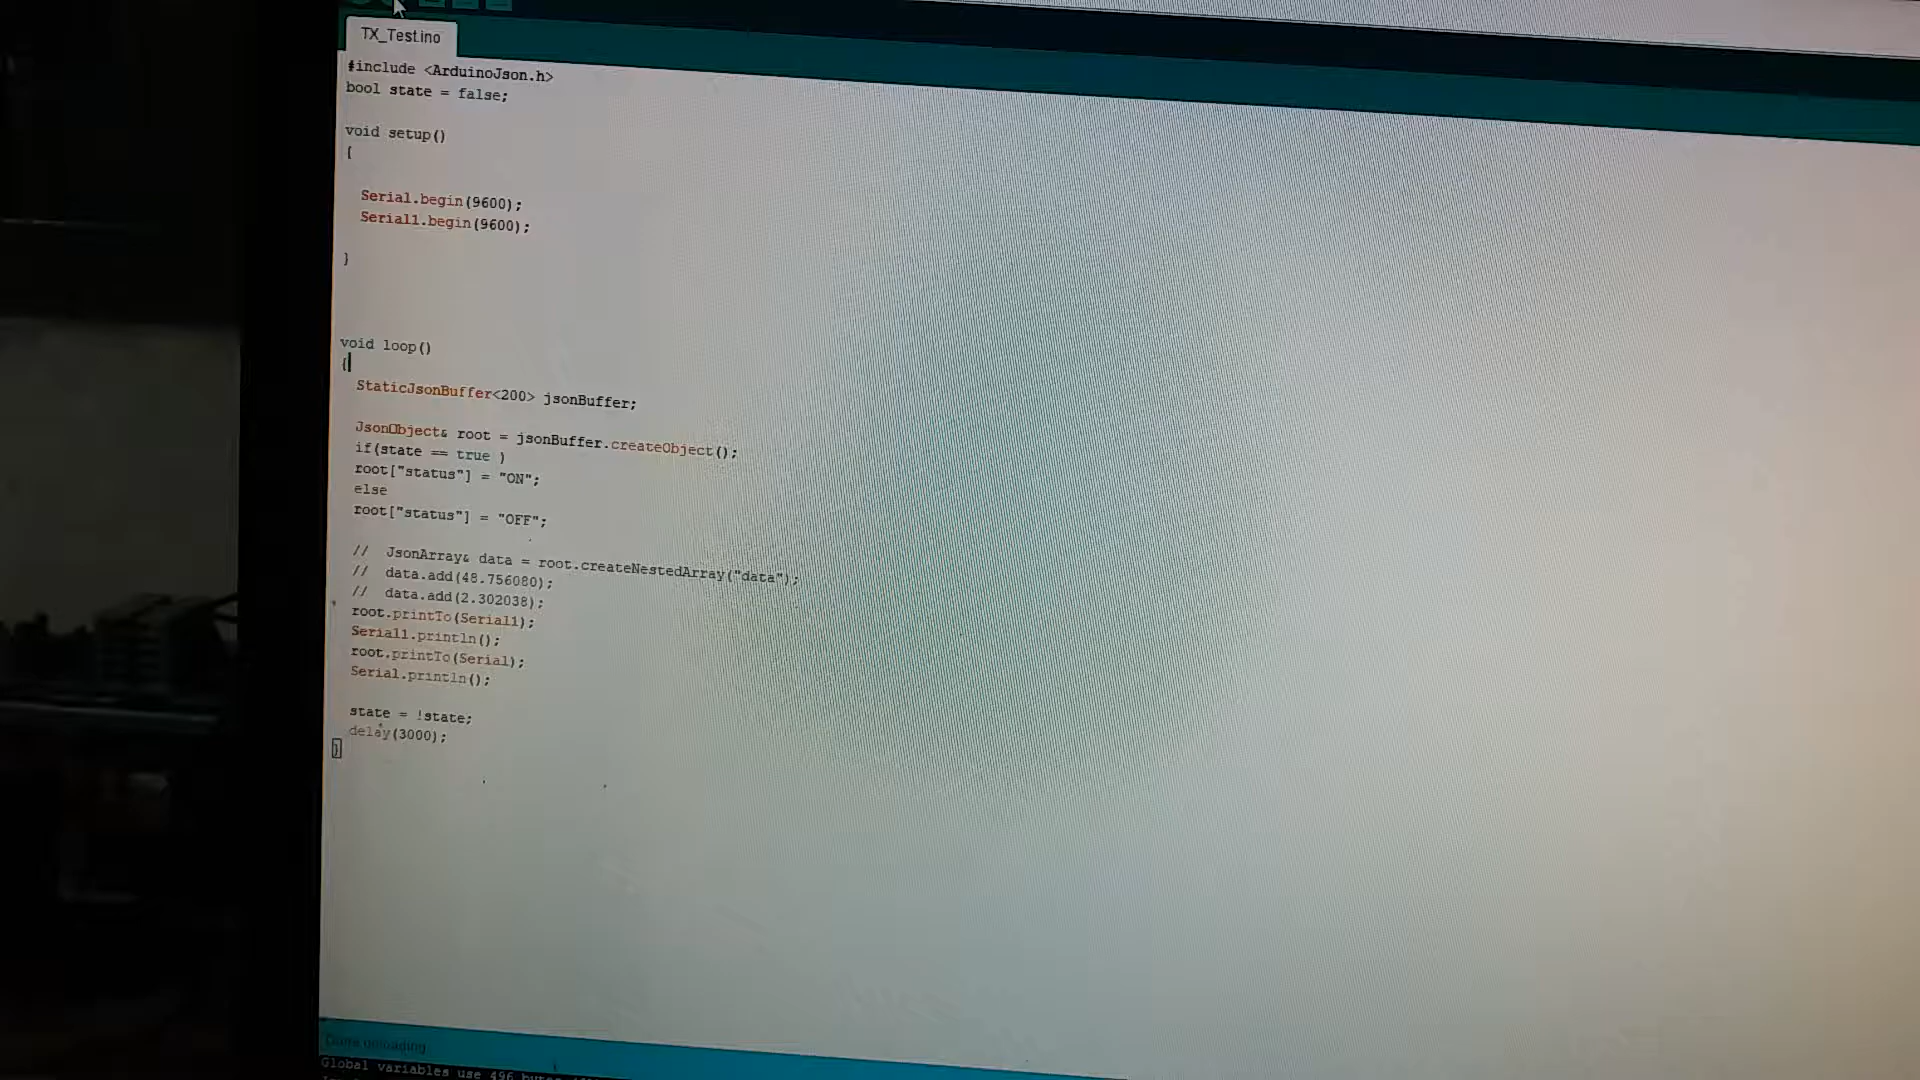 TX_Test.ino
#include <ArduinoJson.h>
bool state = false;
void setup()
{
Serial.begin(9600);
Serial1.begin(9600);
}
void loop()
{
StaticJsonBuffer<200> jsonBuffer;
JsonObject& root = jsonBuffer.createObject();
if(state == true )
root["status"] = "ON";
else
root["status"] = "OFF";
// JsonArray& data = root.createNestedArray("data");
// data.add(48.756080);
// data.add(2.302038);
root.printTo(Serial1);
Serial1.println();
root.printTo(Serial);
Serial.println();
state = !state;
delay(3000);
}
Done uploading
Global variables use 496